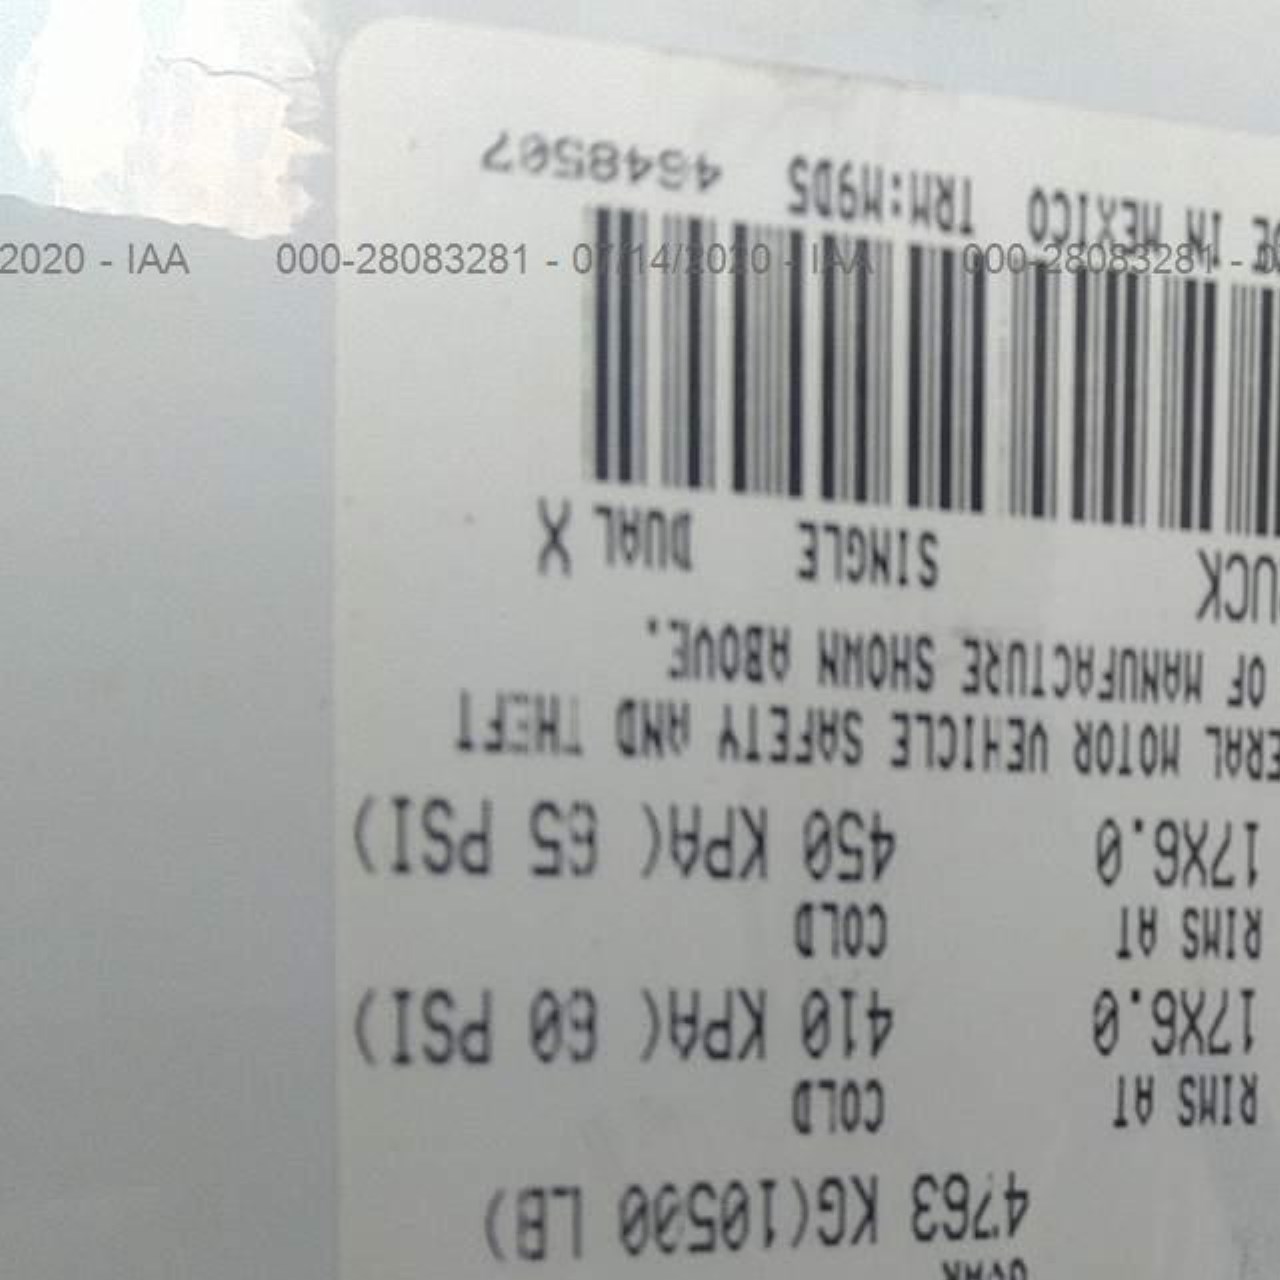 4763 KG(10500 LB)
RIMS AT COLD
17X6.0 410 KPA( 60 PSI)
RIMS AT COLD
17X6.0 450 KPA( 65 PSI)
ERAL MOTOR VEHICLE SAFETY AND THEFT
OF MANUFACTURE SHOWN ABOVE.
UCK SINGLE DUAL X
DE IN MEXICO TRM:M9D5 4648507
2020 - IAA 000-28083281 - 07/14/2020 - IAA 000-28083281 - 0